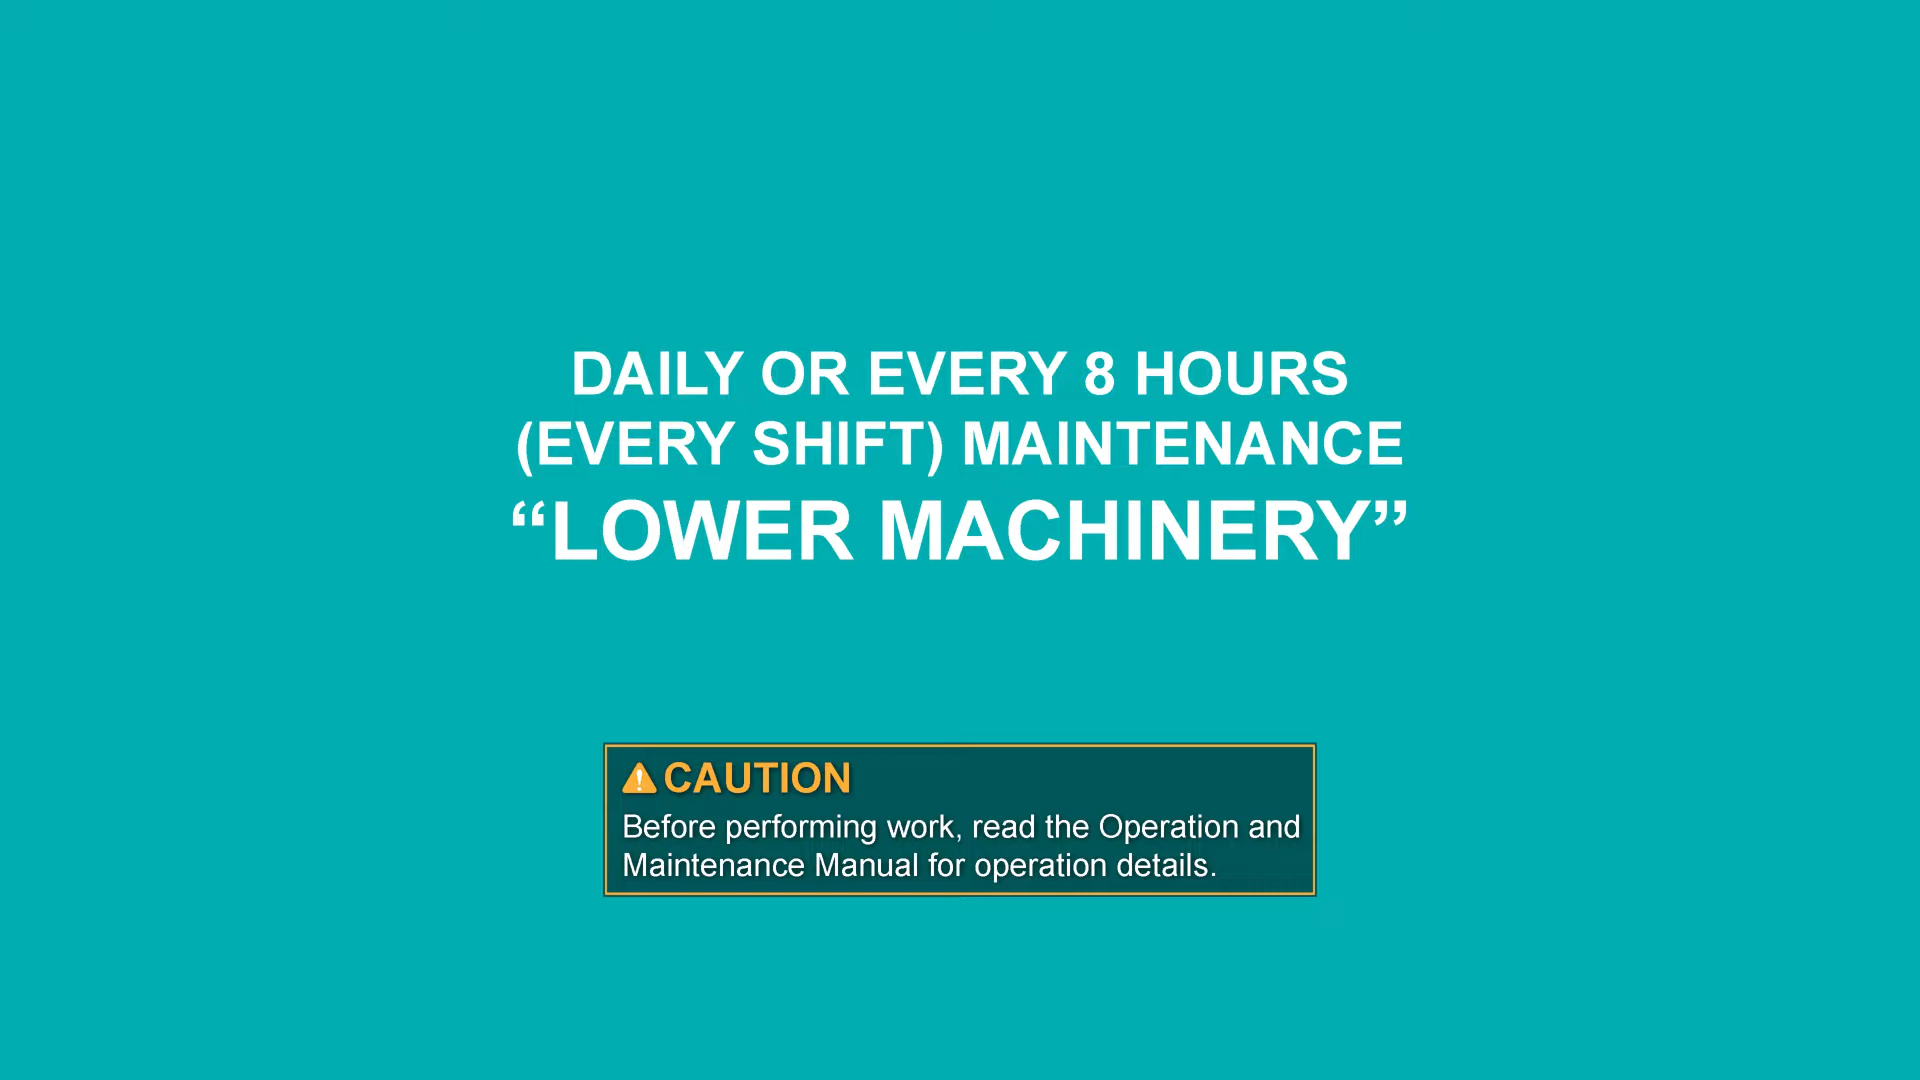 DAILY OR EVERY 8 HOURS
(EVERY SHIFT) MAINTENANCE
“LOWER MACHINERY”
CAUTION
Before performing work, read the Operation and
Maintenance Manual for operation details.